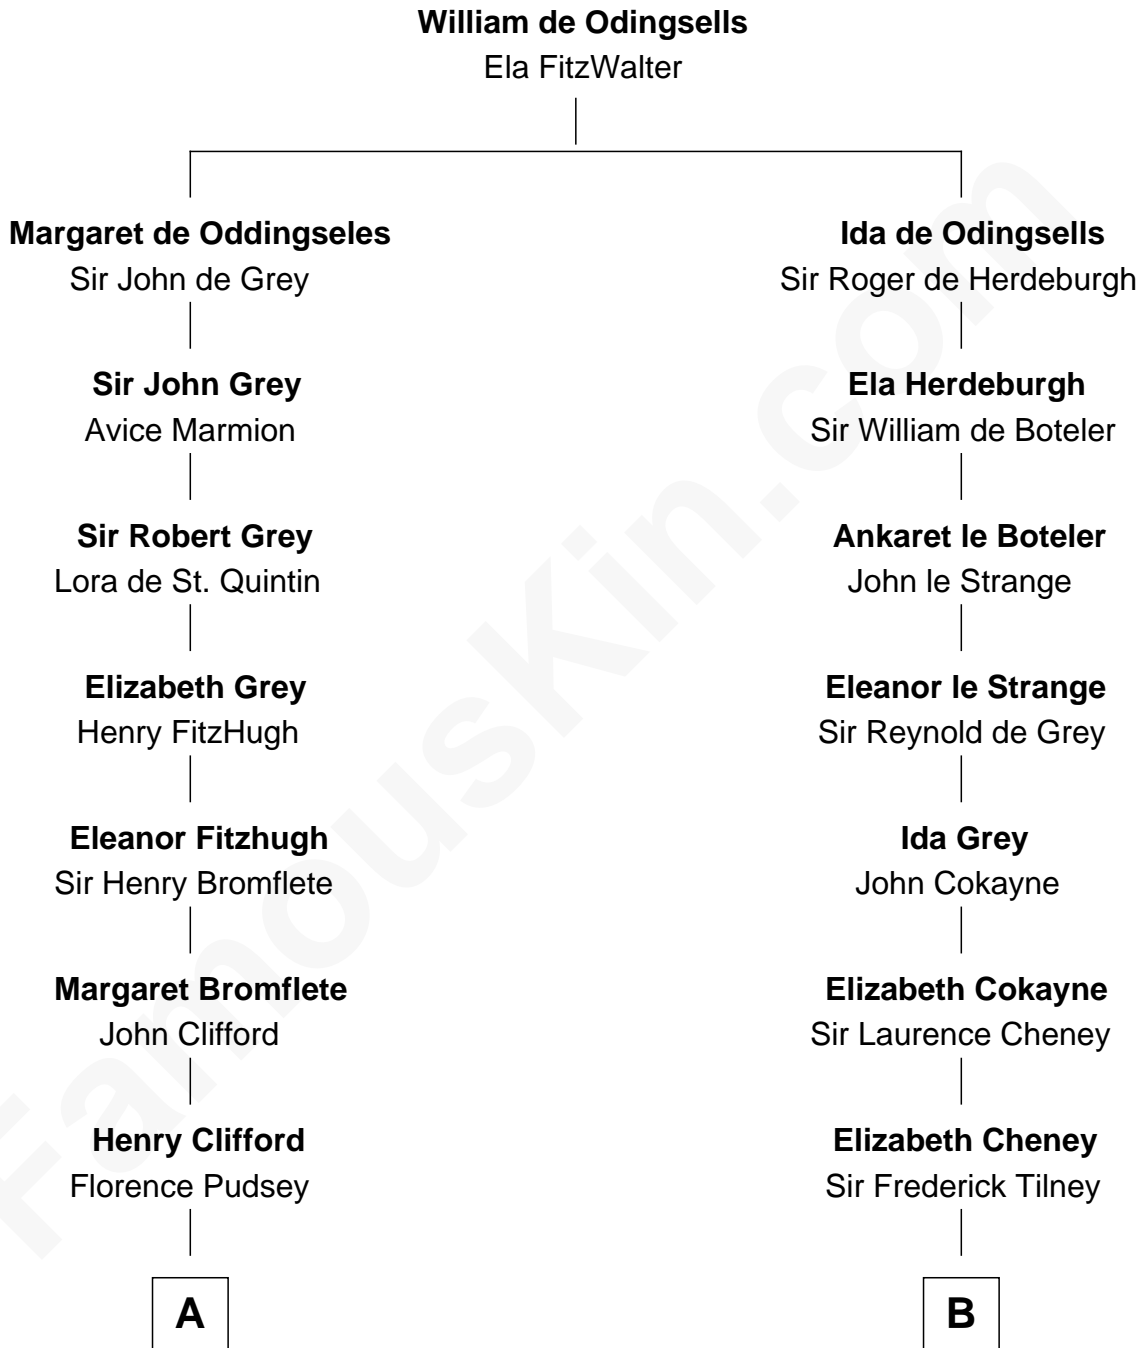 William de Odingsells
Ela FitzWalter
Margaret de Oddingseles
Sir John de Grey
Ida de Odingsells
Sir Roger de Herdeburgh
Sir John Grey
Avice Marmion
Ela Herdeburgh
Sir William de Boteler
Sir Robert Grey
Lora de St. Quintin
Ankaret le Boteler
John le Strange
Elizabeth Grey
Henry FitzHugh
Eleanor le Strange
Sir Reynold de Grey
Eleanor Fitzhugh
Sir Henry Bromflete
Ida Grey
John Cokayne
Margaret Bromflete
John Clifford
Elizabeth Cokayne
Sir Laurence Cheney
Henry Clifford
Florence Pudsey
Elizabeth Cheney
Sir Frederick Tilney
A
B
FamousKin.com